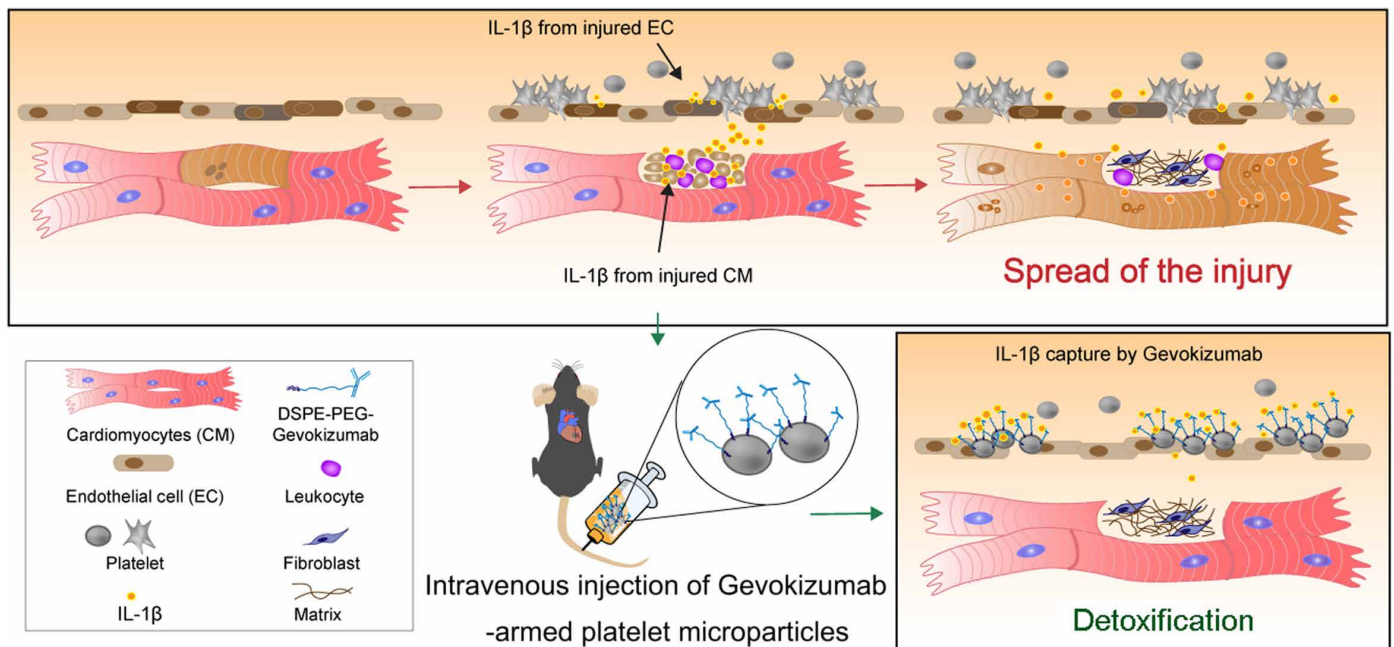 IL-1β from injured EC
IL-1β from injured CM
Spread of the injury
Cardiomyocytes (CM)
DSPE-PEG-
Gevokizumab
Endothelial cell (EC)
Leukocyte
Platelet
Fibroblast
IL-1β
Matrix
Intravenous injection of Gevokizumab
-armed platelet microparticles
IL-1β capture by Gevokizumab
Detoxification